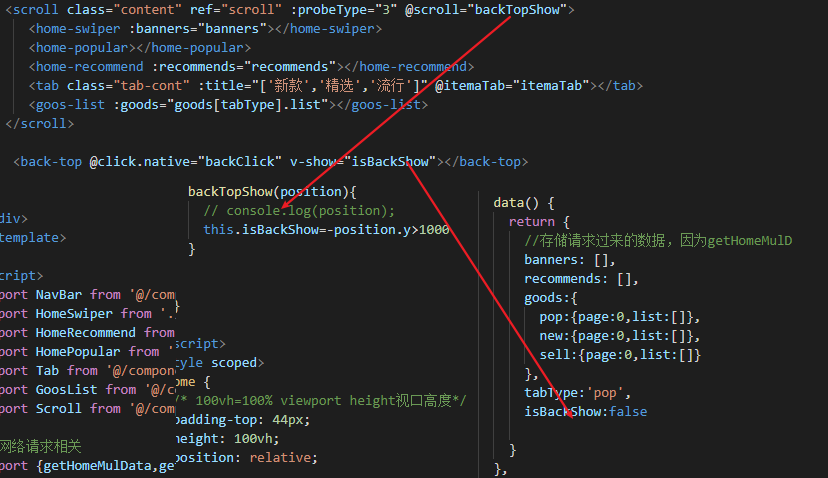 <scroll class="content" ref="scroll" :probeType="3" @scroll="backTopShow">
<home-swiper :banners="banners"></home-swiper>
<home-popular></home-popular>
<home-recommend :recommends="recommends"></home-recommend>
<tab class="tab-cont" :title="['新款','精选','流行']" @itemaTab="itemaTab"></tab>
<goos-list :goods="goods[tabType].list"></goos-list>
</scroll>
<back-top @click.native="backClick" v-show="isBackShow"></back-top>
backTopShow(position){
// console.log(position);
this.isBackShow=-position.y>1000
}
div>
template>
cript>
port NavBar from '@/com
port HomeSwiper from '.
port HomeRecommend from
port HomePopular from '
port Tab from '@/compon
port GoosList from '@/c
port Scroll from '@/com
网络请求相关
port {getHomeMulData,ge
}
script>
tyle scoped>
ome {
/* 100vh=100% viewport height视口高度*/
padding-top: 44px;
height: 100vh;
position: relative;
data() {
return {
//存储请求过来的数据，因为getHomeMulD
banners: [],
recommends: [],
goods:{
pop:{page:0,list:[]},
new:{page:0,list:[]},
sell:{page:0,list:[]}
},
tabType:'pop',
isBackShow:false
}
},